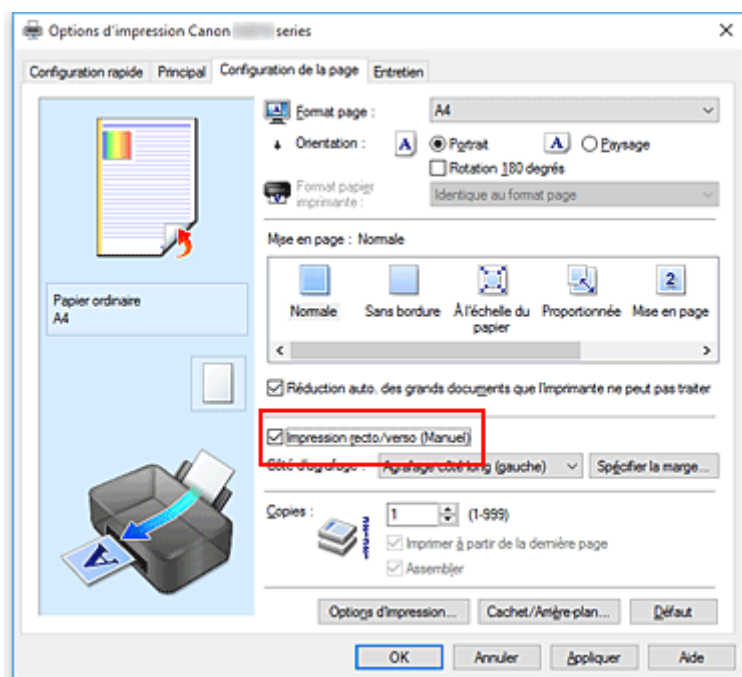 Options d'impression Canon series
Configuration rapide Principal Configuration de la page Entretien
Format page : A4
Orientation : A Portrait A Paysage
Rotation 180 degrés
Format papier imprimante : Identique au format page
Mise en page : Normale
Normale Sans bordure À l'échelle du papier Proportionnée Mise en page
2
Papier ordinaire
A4
Réduction auto. des grands documents que l'imprimante ne peut pas traiter
Impression recto/verso (Manuel)
Côté d'agrafage : Agrafage côté long (gauche) Spécifier la marge...
Copies : 1 (1-999)
Imprimer à partir de la dernière page
Assembler
A
Options d'impression... Cachet/Arrière-plan... Défaut
OK Annuler Appliquer Aide